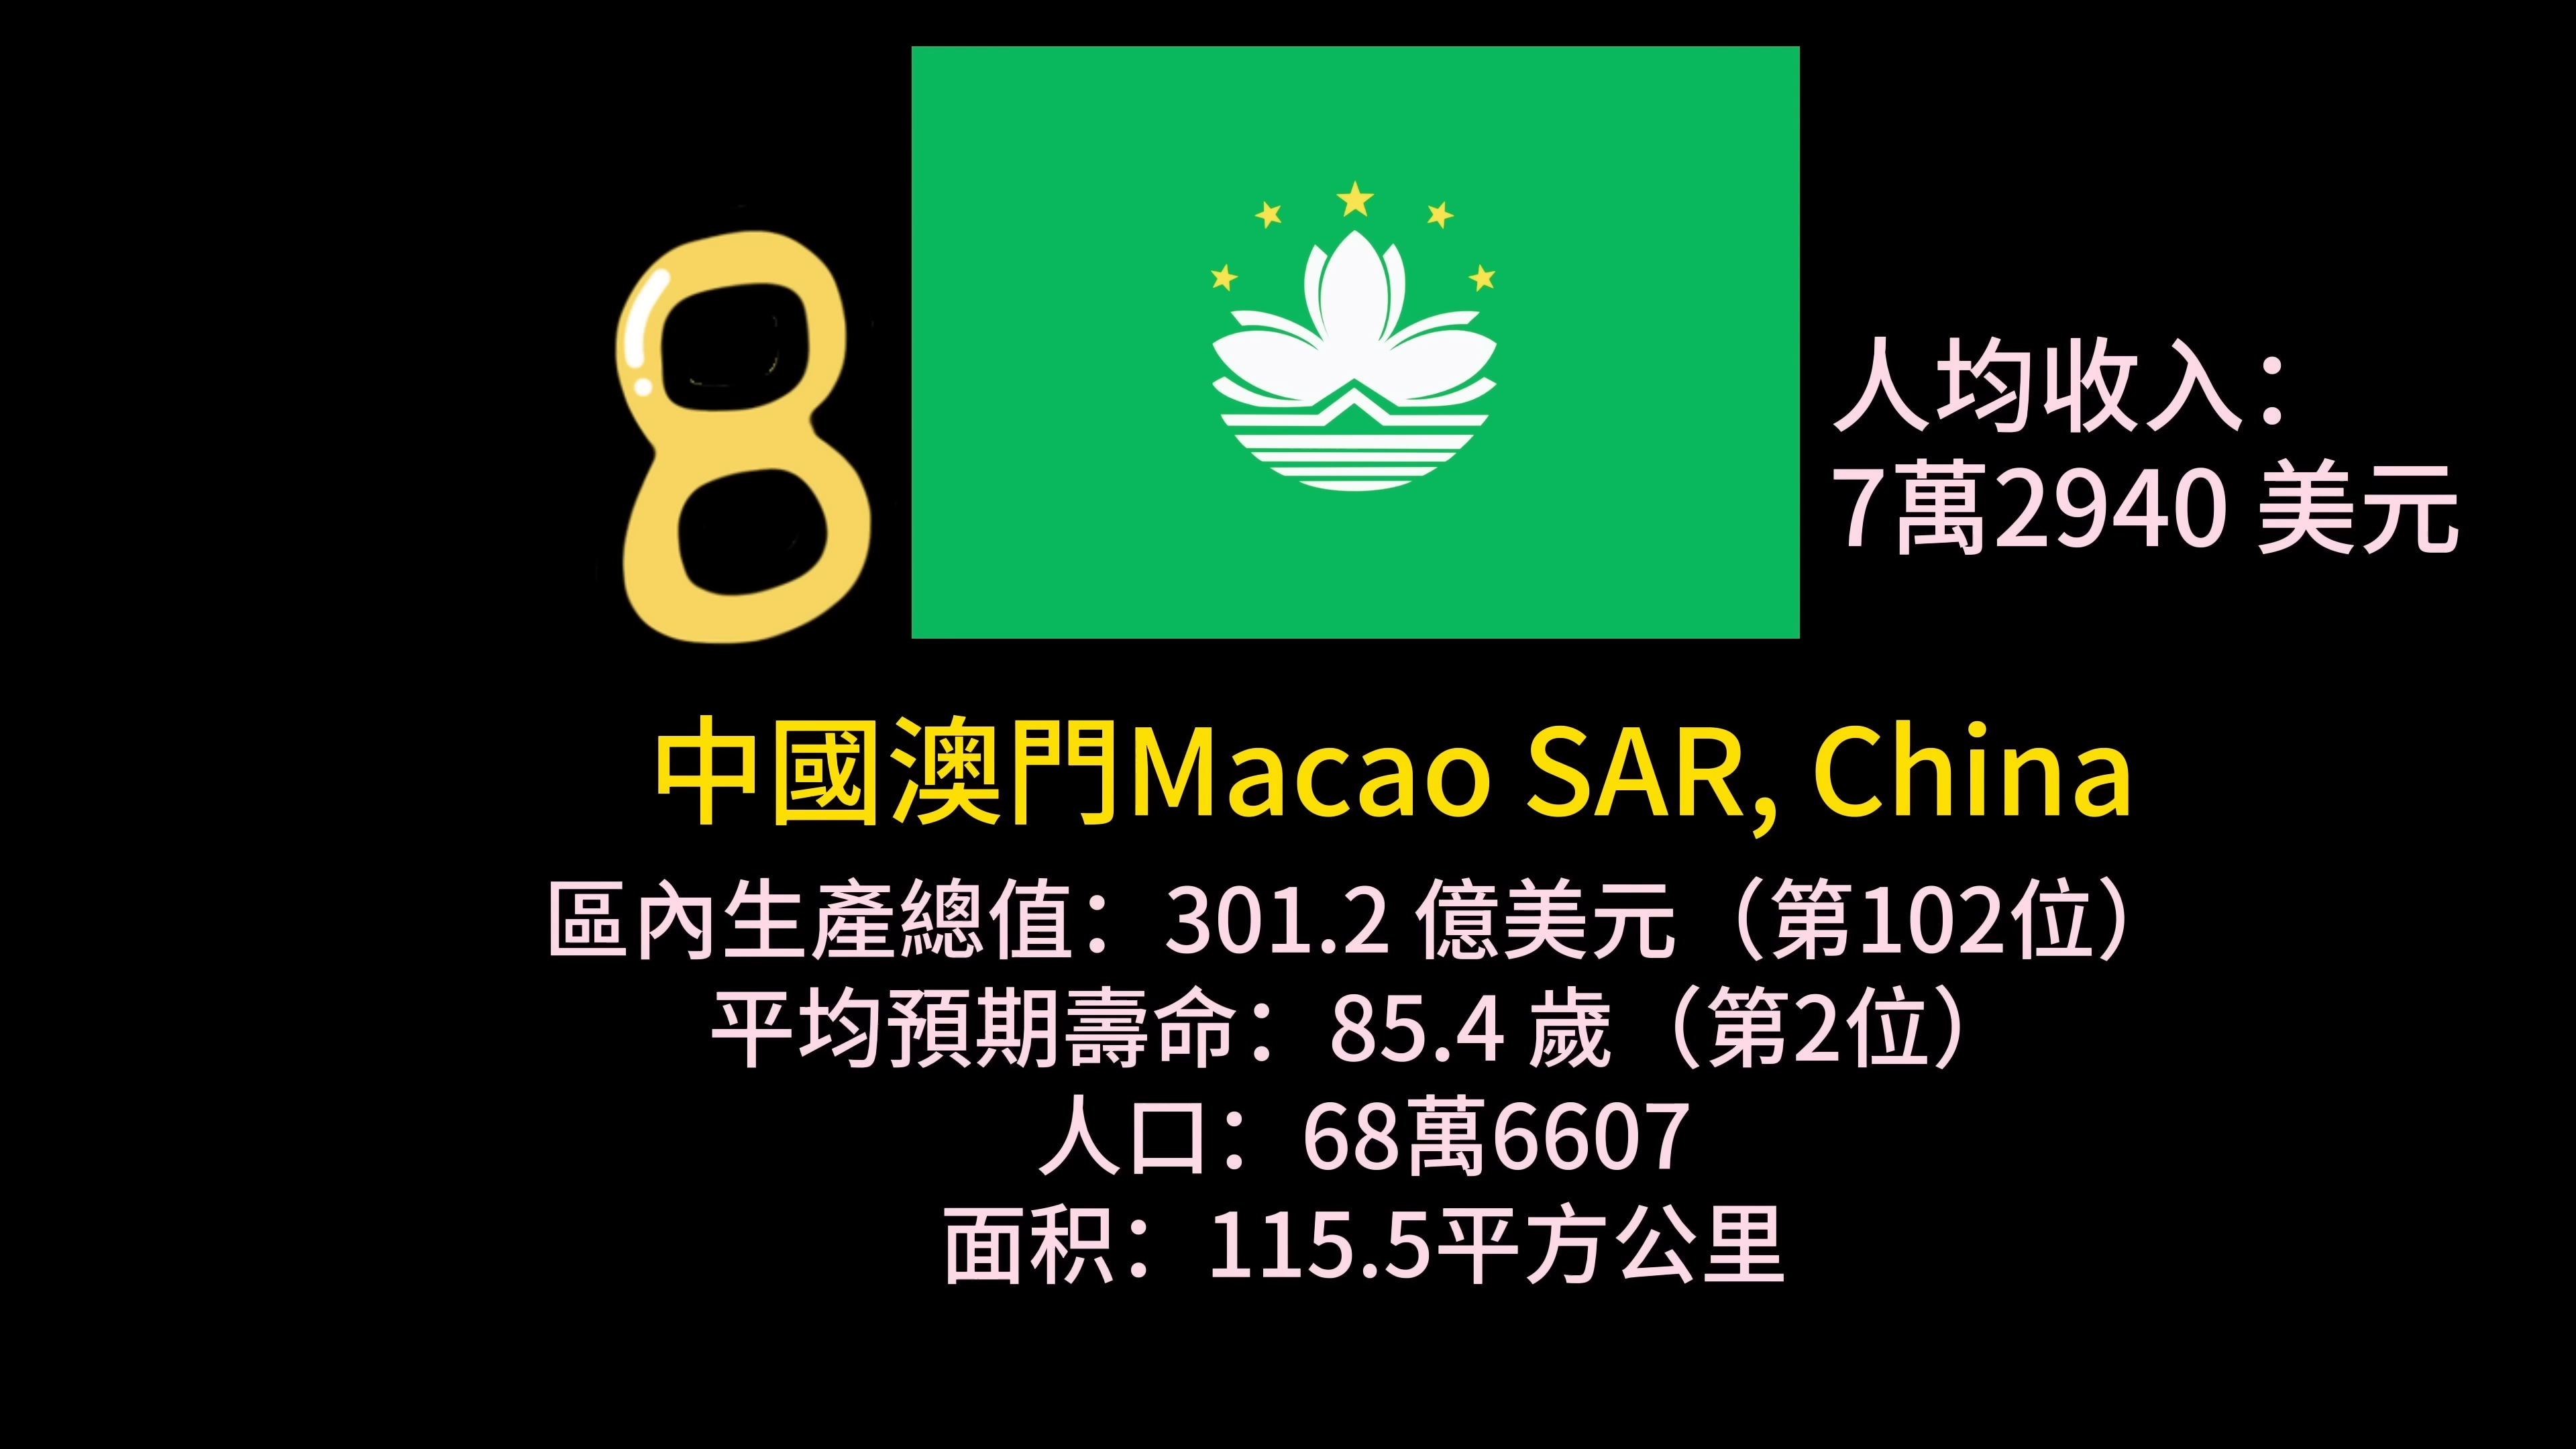 8
人均收入：
7萬2940 美元
中國澳門Macao SAR, China
區內生產總值：301.2 億美元（第102位）
平均預期壽命：85.4 歲（第2位）
人口：68萬6607
面积：115.5平方公里